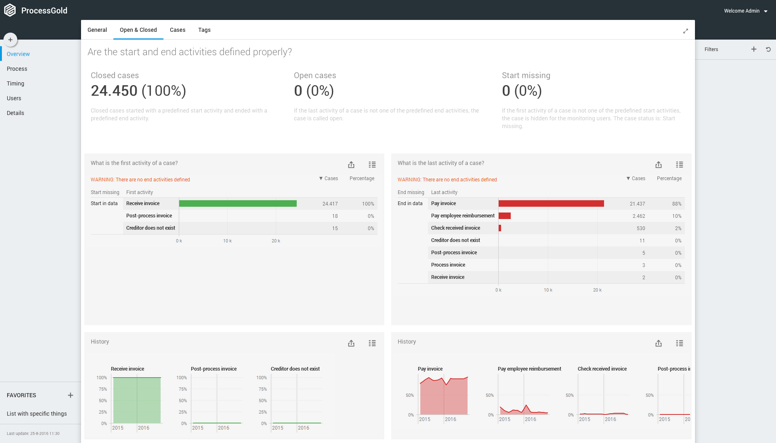 ProcessGold
Welcome Admin
General Open & Closed Cases Tags
Filters
Overview
Process
Timing
Users
Details
Are the start and end activities defined properly?
Closed cases
24.450 (100%)
Closed cases started with a predefined start activity and ended with a
predefined end activity.
Open cases
0 (0%)
If the last activity of a case is not one of the predefined end activities, the
case is called open.
Start missing
0 (0%)
If the first activity of a case is not one of the predefined start activities,
the case is hidden for the monitoring users. The case status is: Start
missing.
What is the first activity of a case?
WARNING: There are no end activities defined
▼ Cases Percentage
Start missing First activity
Start in data Receive invoice 24.417 100%
Post-process invoice 18 0%
Creditor does not exist 15 0%
0 k 10 k 20 k
What is the last activity of a case?
WARNING: There are no end activities defined
▼ Cases Percentage
End missing Last activity
End in data Pay invoice 21.437 88%
Pay employee reimbursement 2.462 10%
Check received invoice 530 2%
Creditor does not exist 11 0%
Post-process invoice 5 0%
Process invoice 3 0%
Receive invoice 2 0%
0 k 10 k 20 k
History
Receive invoice Post-process invoice Creditor does not exist
100% 100% 100%
75% 75% 75%
50% 50% 50%
25% 25% 25%
0% 0% 0%
2015 2016 2015 2016 2015 2016
History
Pay invoice Pay employee reimbursement Check received invoice Post-process i
50% 50% 50% 50%
0% 0% 0% 0%
2015 2016 2015 2016 2015 2016 2015 2016
FAVORITES
List with specific things